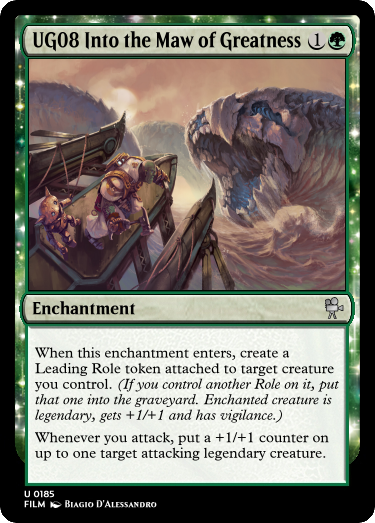 UG08 Into the Maw of Greatness 1
Enchantment
When this enchantment enters, create a
Leading Role token attached to target creature
you control. (If you control another Role on it, put
that one into the graveyard. Enchanted creature is
legendary, gets +1/+1 and has vigilance.)
Whenever you attack, put a +1/+1 counter on
up to one target attacking legendary creature.
U 0185
FILM Biagio D'Alessandro